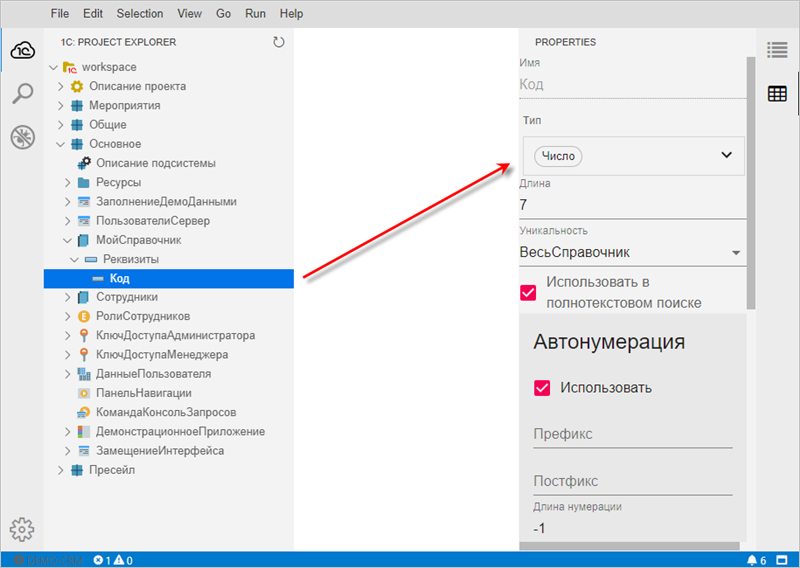 File Edit Selection View Go Run Help
1C: PROJECT EXPLORER
workspace
Описание проекта
Мероприятия
Общие
Основное
Описание подсистемы
Ресурсы
ЗаполнениеДемоДанными
ПользователиСервер
МойСправочник
Реквизиты
Код
Сотрудники
РолиСотрудников
КлючДоступаАдминистратора
КлючДоступаМенеджера
ДанныеПользователя
ПанельНавигации
КомандаКонсольЗапросов
ДемонстрационноеПриложение
ЗамещениеИнтерфейса
Пресейл
PROPERTIES
Имя
Код
Тип
Число
Длина
7
Уникальность
ВесьСправочник
Использовать в
полнотекстовом поиске
Автонумерация
Использовать
Префикс
Постфикс
Длина нумерации
-1
1 0
6